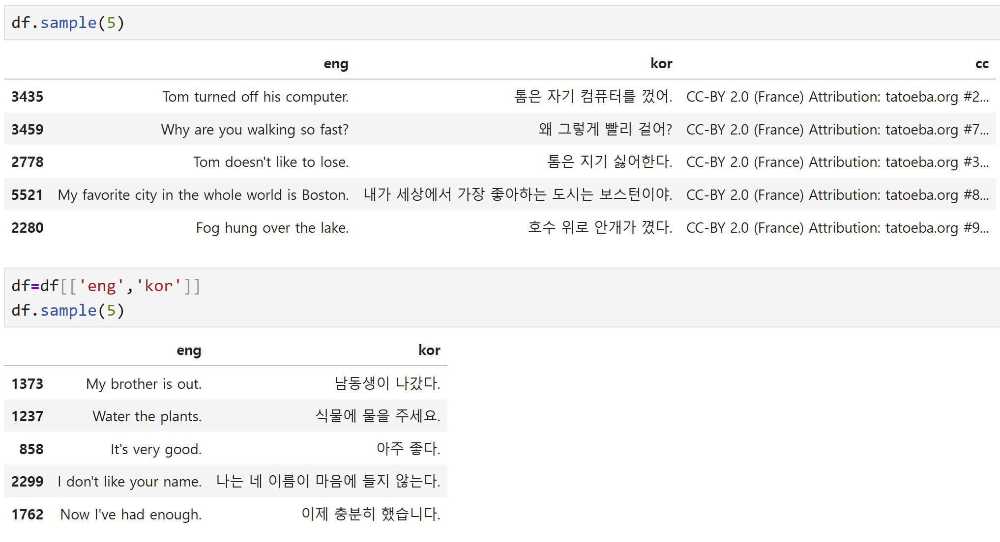 df.sample(5)
eng kor cc
3435 Tom turned off his computer. 톰은 자기 컴퓨터를 껐어. CC-BY 2.0 (France) Attribution: tatoeba.org #2...
3459 Why are you walking so fast? 왜 그렇게 빨리 걸어? CC-BY 2.0 (France) Attribution: tatoeba.org #7...
2778 Tom doesn't like to lose. 톰은 지기 싫어한다. CC-BY 2.0 (France) Attribution: tatoeba.org #3...
5521 My favorite city in the whole world is Boston. 내가 세상에서 가장 좋아하는 도시는 보스턴이야. CC-BY 2.0 (France) Attribution: tatoeba.org #8...
2280 Fog hung over the lake. 호수 위로 안개가 꼈다. CC-BY 2.0 (France) Attribution: tatoeba.org #9...
df=df[['eng','kor']]
df.sample(5)
eng kor
1373 My brother is out. 남동생이 나갔다.
1237 Water the plants. 식물에 물을 주세요.
858 It's very good. 아주 좋다.
2299 I don't like your name. 나는 네 이름이 마음에 들지 않는다.
1762 Now I've had enough. 이제 충분히 했습니다.